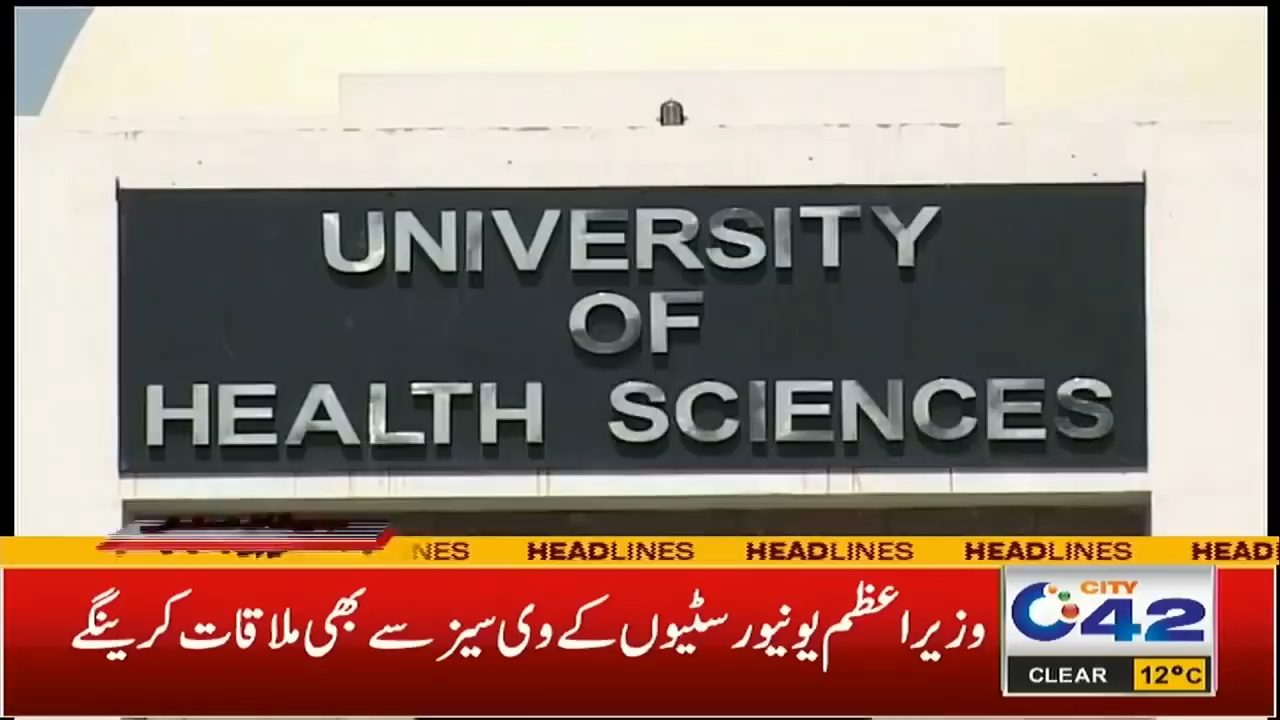 UNIVERSITY
OF
HEALTH SCIENCES
NES HEADLINES HEADLINES HEADLINES HEAD
وزیراعظم یونیورسٹیوں کے وی سیز سے بھی ملاقات کرینگے
CITY
42
CLEAR 12°C